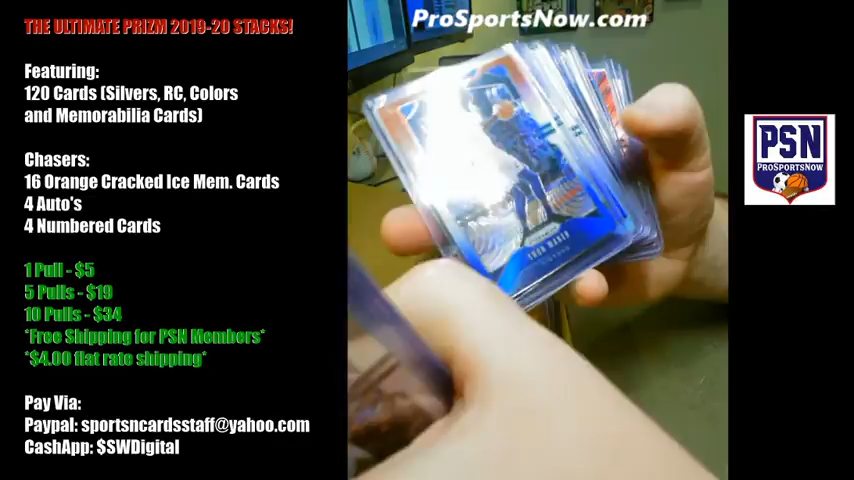 THE ULTIMATE PRIZM 2019-20 STACKS!
Featuring:
120 Cards (Silvers, RC, Colors
and Memorabilia Cards)
Chasers:
16 Orange Cracked Ice Mem. Cards
4 Auto's
4 Numbered Cards
1 Pull - $5
5 Pulls - $19
10 Pulls - $34
*Free Shipping for PSN Members*
*$4.00 flat rate shipping*
Pay Via:
Paypal: sportsncardsstaff@yahoo.com
CashApp: $SWDigital
ProSportsNow.com
PSN
PROSPORTSNOW